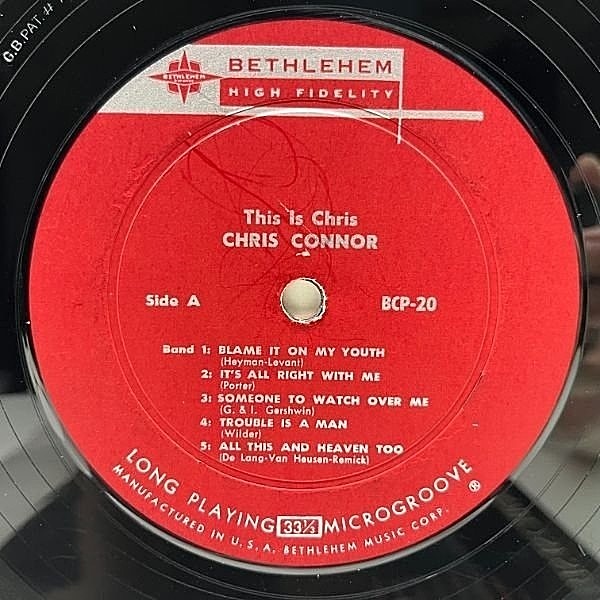 G.B PAT.
BETHLEHEM
BETHLEHEM
HIGH FIDELITY
This Is Chris
CHRIS CONNOR
Side A
BCP-20
Band 1: BLAME IT ON MY YOUTH
(Heyman-Levant)
2: IT'S ALL RIGHT WITH ME
(Porter)
3: SOMEONE TO WATCH OVER ME
(G. & I. Gershwin)
4: TROUBLE IS A MAN
(Wilder)
5: ALL THIS AND HEAVEN TOO
(De Lang-Van Heusen-Remick)
LONG PLAYING 33⅓ MICROGROOVE ®
MANUFACTURED IN U.S.A. BETHLEHEM MUSIC CORP.